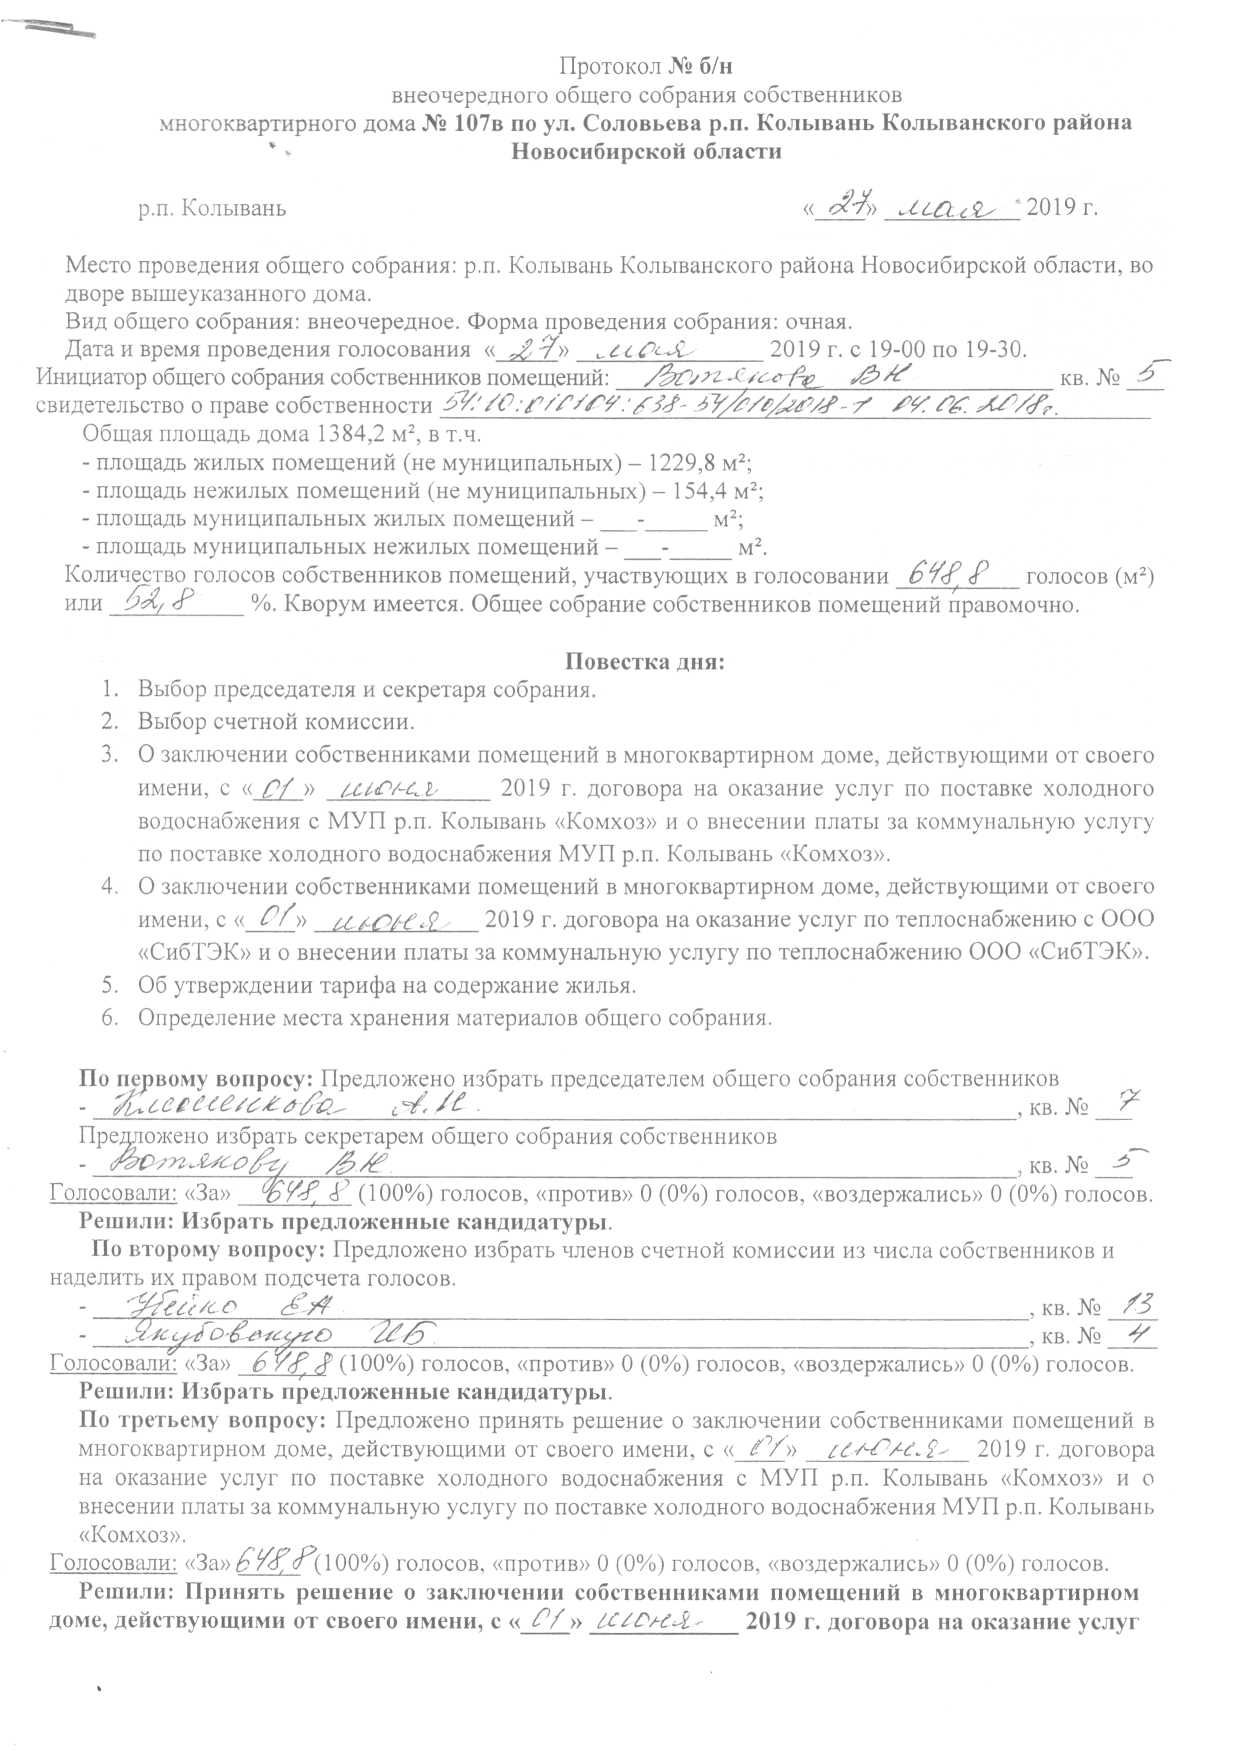 Протокол № б/н
внеочередного общего собрания собственников
многоквартирного дома № 107в по ул. Соловьева р.п. Колывань Колыванского района
Новосибирской области
р.п. Колывань «27» мая 2019 г.
Место проведения общего собрания: р.п. Колывань Колыванского района Новосибирской области, во
дворе вышеуказанного дома.
Вид общего собрания: внеочередное. Форма проведения собрания: очная.
Дата и время проведения голосования «27» мая 2019 г. с 19-00 по 19-30.
Инициатор общего собрания собственников помещений: Вотякова ВН кв. № 5
свидетельство о праве собственности 54:10:010104:638-54/010/2018-1 04.06.2018г.
Общая площадь дома 1384,2 м², в т.ч.
- площадь жилых помещений (не муниципальных) – 1229,8 м²;
- площадь нежилых помещений (не муниципальных) – 154,4 м²;
- площадь муниципальных жилых помещений – ___-_____ м²;
- площадь муниципальных нежилых помещений – ___-_____ м².
Количество голосов собственников помещений, участвующих в голосовании 648,8 голосов (м²)
или 52,8 %. Кворум имеется. Общее собрание собственников помещений правомочно.
Повестка дня:
1. Выбор председателя и секретаря собрания.
2. Выбор счетной комиссии.
3. О заключении собственниками помещений в многоквартирном доме, действующими от своего
имени, с «01» июня 2019 г. договора на оказание услуг по поставке холодного
водоснабжения с МУП р.п. Колывань «Комхоз» и о внесении платы за коммунальную услугу
по поставке холодного водоснабжения МУП р.п. Колывань «Комхоз».
4. О заключении собственниками помещений в многоквартирном доме, действующими от своего
имени, с «01» июня 2019 г. договора на оказание услуг по теплоснабжению с ООО
«СибТЭК» и о внесении платы за коммунальную услугу по теплоснабжению ООО «СибТЭК».
5. Об утверждении тарифа на содержание жилья.
6. Определение места хранения материалов общего собрания.
По первому вопросу: Предложено избрать председателем общего собрания собственников
- А.И., кв. № 7
Предложено избрать секретарем общего собрания собственников
- Вотякову ВН, кв. № 5
Голосовали: «За» 648,8 (100%) голосов, «против» 0 (0%) голосов, «воздержались» 0 (0%) голосов.
Решили: Избрать предложенные кандидатуры.
По второму вопросу: Предложено избрать членов счетной комиссии из числа собственников и
наделить их правом подсчета голосов.
- ЕА, кв. № 13
- Якубовскую ИБ, кв. № 4
Голосовали: «За» 648,8 (100%) голосов, «против» 0 (0%) голосов, «воздержались» 0 (0%) голосов.
Решили: Избрать предложенные кандидатуры.
По третьему вопросу: Предложено принять решение о заключении собственниками помещений в
многоквартирном доме, действующими от своего имени, с «01» июня 2019 г. договора
на оказание услуг по поставке холодного водоснабжения с МУП р.п. Колывань «Комхоз» и о
внесении платы за коммунальную услугу по поставке холодного водоснабжения МУП р.п. Колывань
«Комхоз».
Голосовали: «За» 648,8 (100%) голосов, «против» 0 (0%) голосов, «воздержались» 0 (0%) голосов.
Решили: Принять решение о заключении собственниками помещений в многоквартирном
доме, действующими от своего имени, с «01» июня 2019 г. договора на оказание услуг